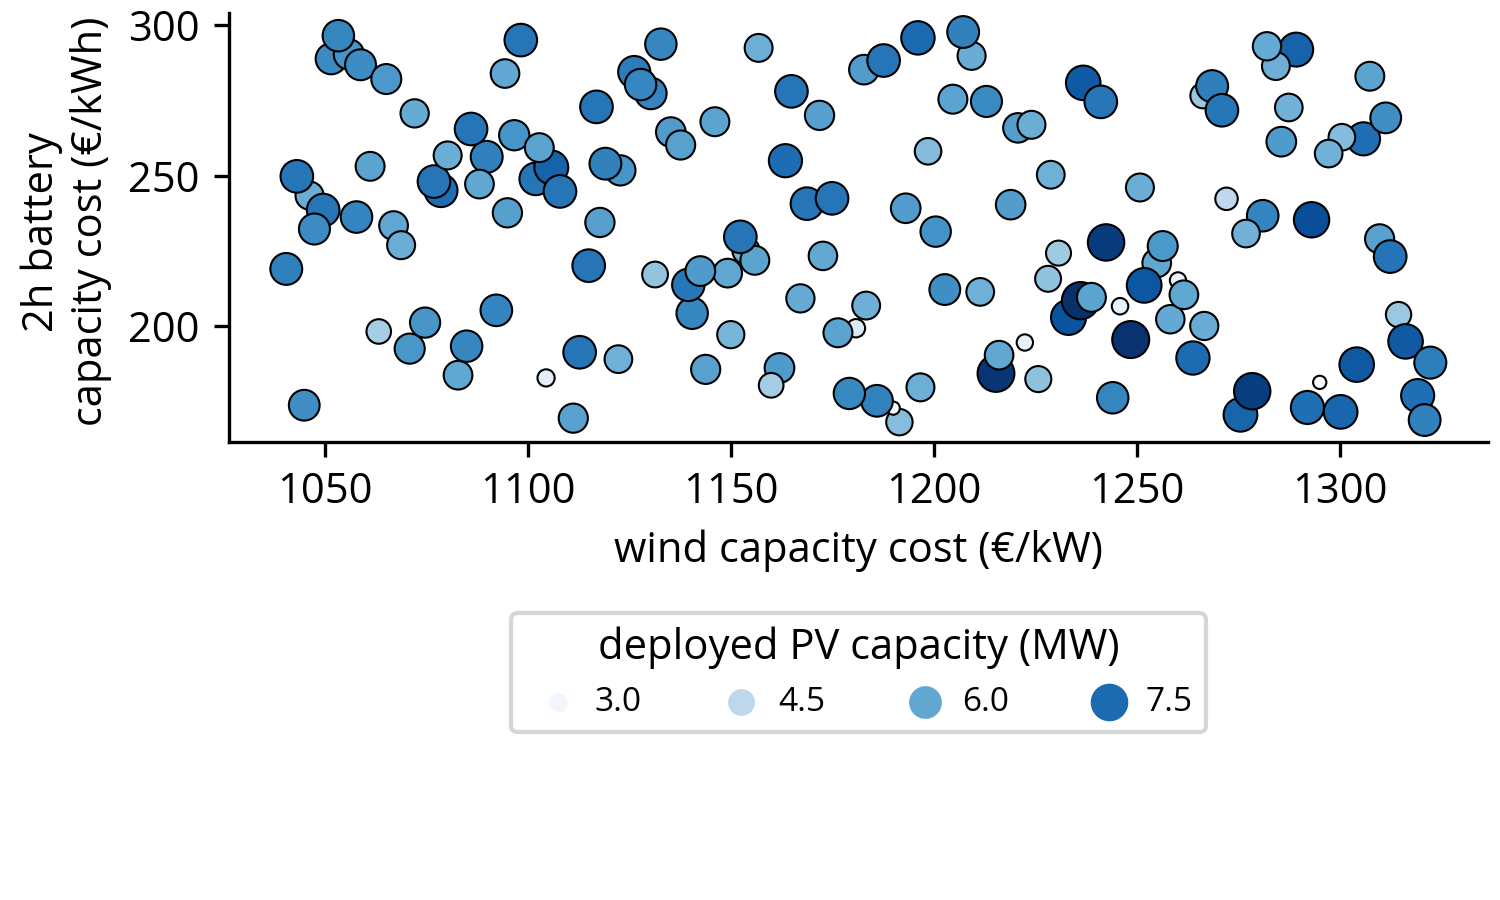 2h battery
capacity cost (€/kWh)
300
250
200
1050 1100 1150 1200 1250 1300
wind capacity cost (€/kW)
deployed PV capacity (MW)
3.0 4.5 6.0 7.5